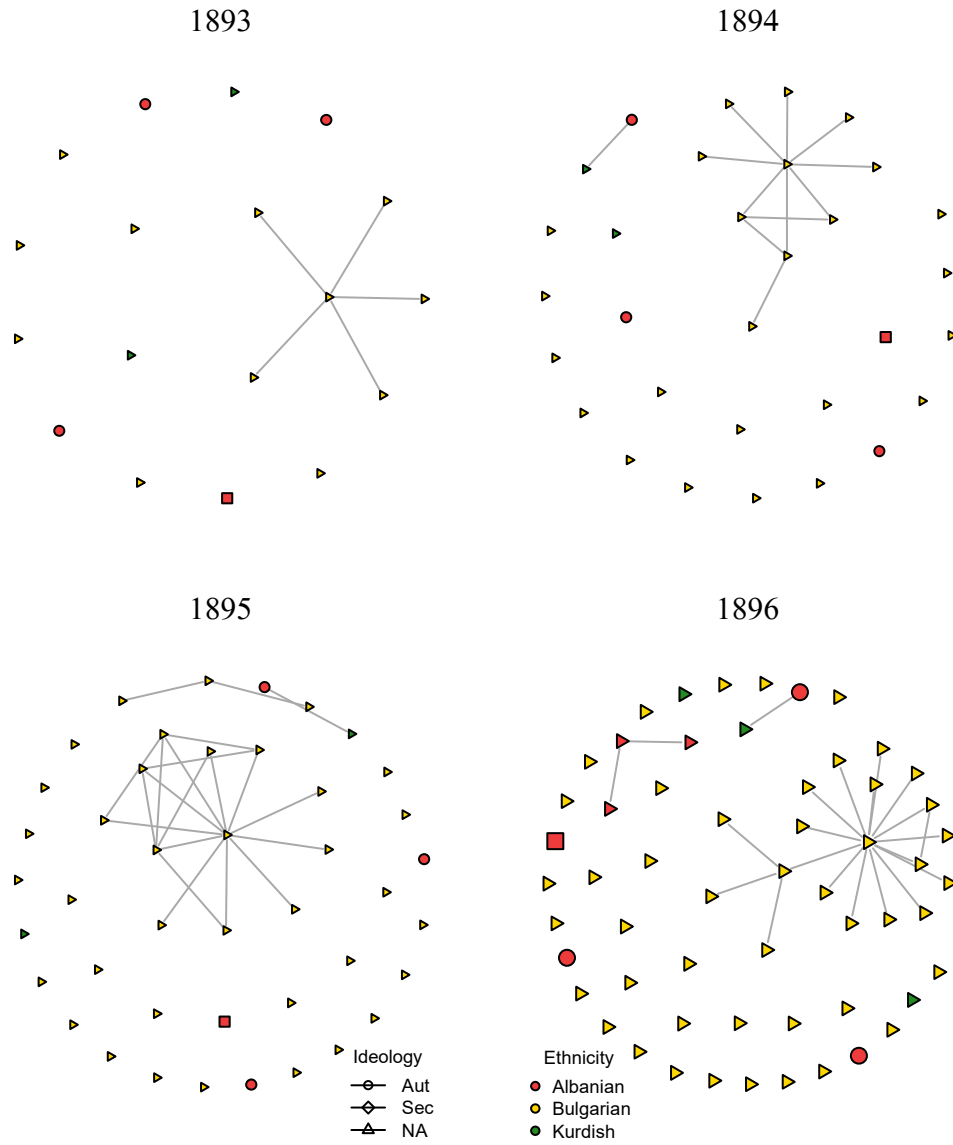 1893
1894
1895
1896
Ideology
Aut
Sec
NA
Ethnicity
Albanian
Bulgarian
Kurdish